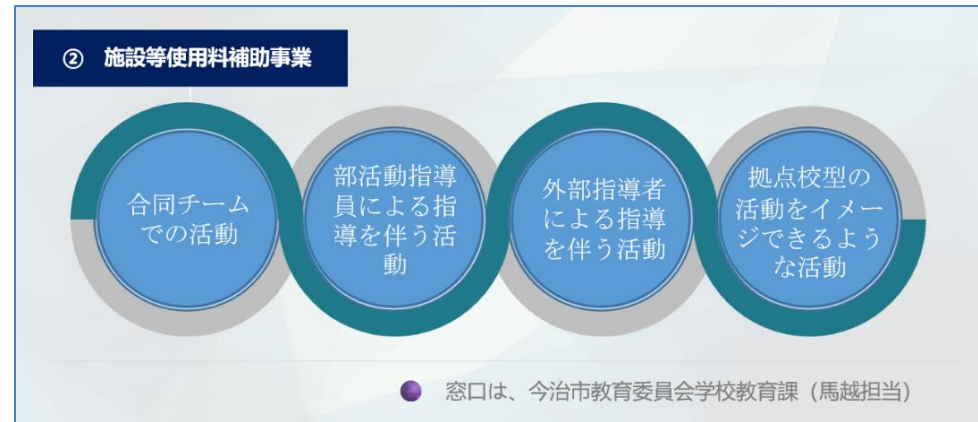 ② 施設等使用料補助事業
合同チーム
での活動
部活動指導
員による指
導を伴う活
動
外部指導者
による指導
を伴う活動
拠点校型の
活動をイメー
ジできるよう
な活動
窓口は、今治市教育委員会学校教育課（馬越担当）